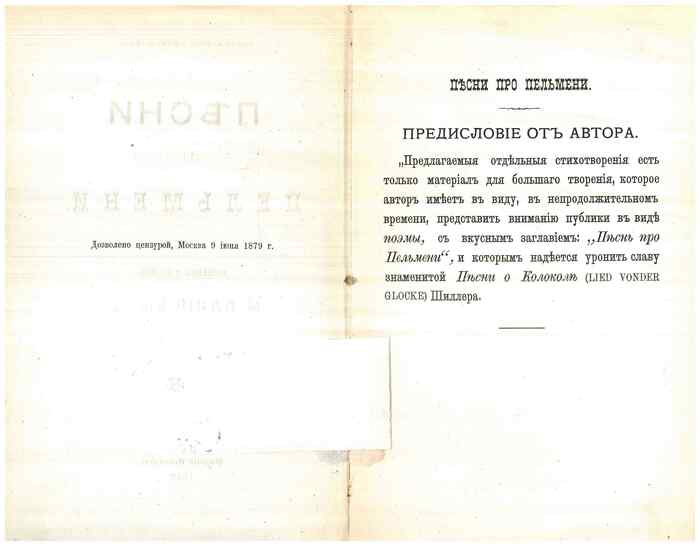 Дозволено цензурой, Москва 9 іюня 1879 г.
ПѢСНИ ПРО ПЕЛЬМЕНИ.
ПРЕДИСЛОВІЕ ОТЪ АВТОРА.
„Предлагаемыя отдѣльныя стихотворенія есть
только матеріалъ для большаго творенія, которое
авторъ имѣетъ въ виду, въ непродолжительномъ
времени, представить вниманію публики въ видѣ
поэмы, съ вкуснымъ заглавіемъ: „Пѣснь про
Пельмени“, и которымъ надѣется уронить славу
знаменитой Пѣсни о Колоколѣ (LIED VONDER
GLOCKE) Шиллера.